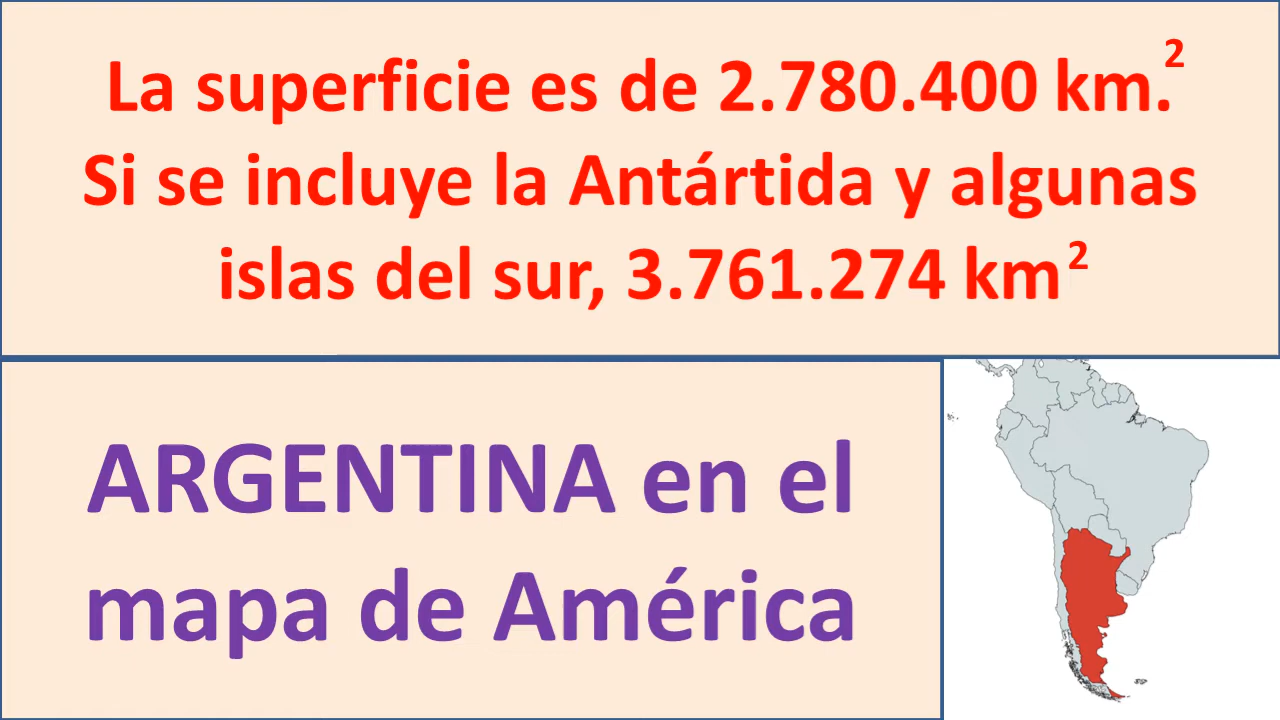 La superficie es de 2.780.400 km.²
Si se incluye la Antártida y algunas
islas del sur, 3.761.274 km²
ARGENTINA en el
mapa de América